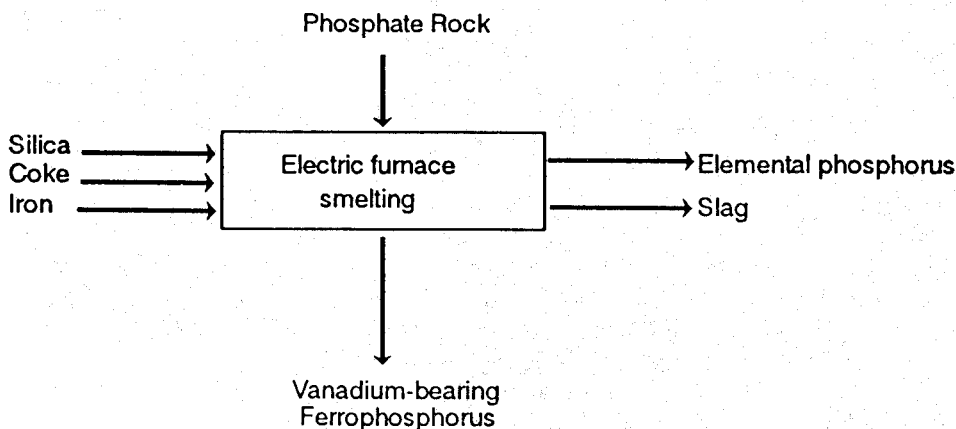 Phosphate Rock
Silica
Coke
Iron
Electric furnace
smelting
Elemental phosphorus
Slag
Vanadium-bearing
Ferrophosphorus